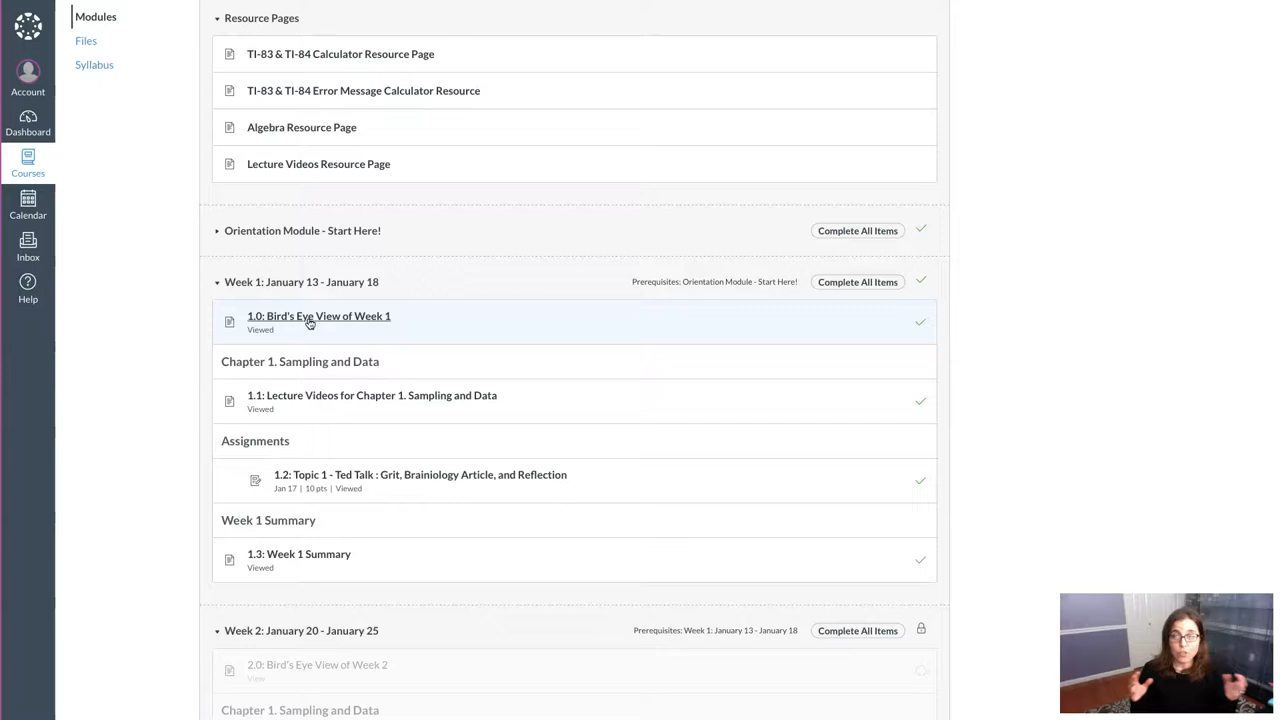 Modules
Files
Syllabus
Account
Dashboard
Courses
Calendar
Inbox
Help
Resource Pages
TI-83 & TI-84 Calculator Resource Page
TI-83 & TI-84 Error Message Calculator Resource
Algebra Resource Page
Lecture Videos Resource Page
Orientation Module - Start Here! Complete All Items
Week 1: January 13 - January 18 Prerequisites: Orientation Module - Start Here! Complete All Items
1.0: Bird's Eye View of Week 1
Viewed
Chapter 1. Sampling and Data
1.1: Lecture Videos for Chapter 1. Sampling and Data
Viewed
Assignments
1.2: Topic 1 - Ted Talk : Grit, Brainiology Article, and Reflection
Jan 17 | 10 pts | Viewed
Week 1 Summary
1.3: Week 1 Summary
Viewed
Week 2: January 20 - January 25 Prerequisites: Week 1: January 13 - January 18 Complete All Items
2.0: Bird's Eye View of Week 2
View
Chapter 1. Sampling and Data